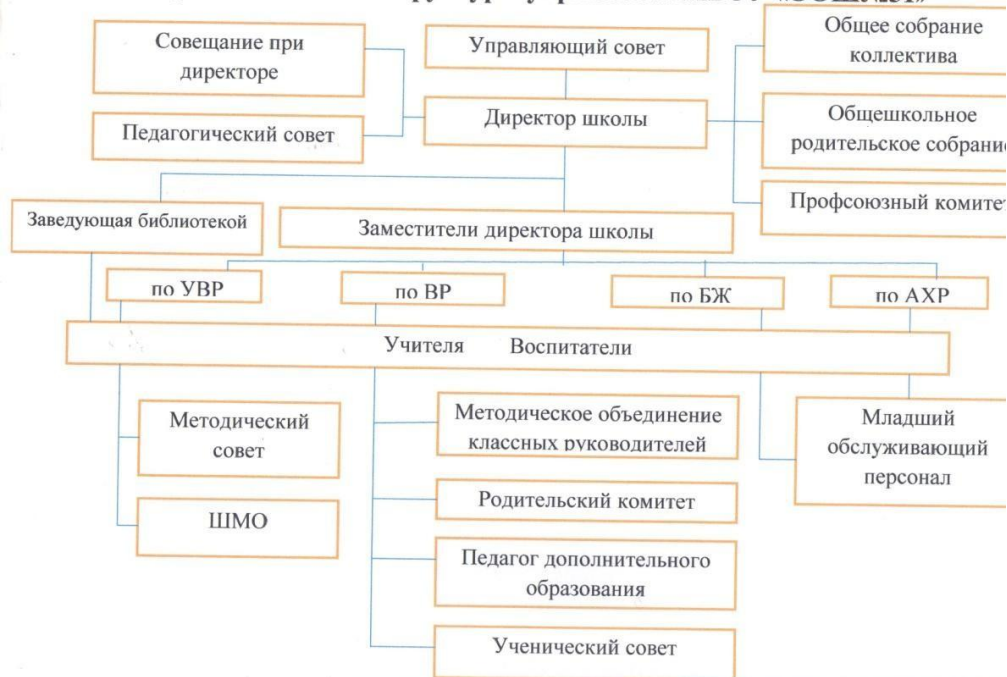 Совещание при
директоре
Управляющий совет
Общее собрание
коллектива
Педагогический совет
Директор школы
Общешкольное
родительское собрание
Профсоюзный комитет
Заведующая библиотекой
Заместители директора школы
по УВР
по ВР
по БЖ
по АХР
Учителя Воспитатели
Методический
совет
Методическое объединение
классных руководителей
Младший
обслуживающий
персонал
ШМО
Родительский комитет
Педагог дополнительного
образования
Ученический совет